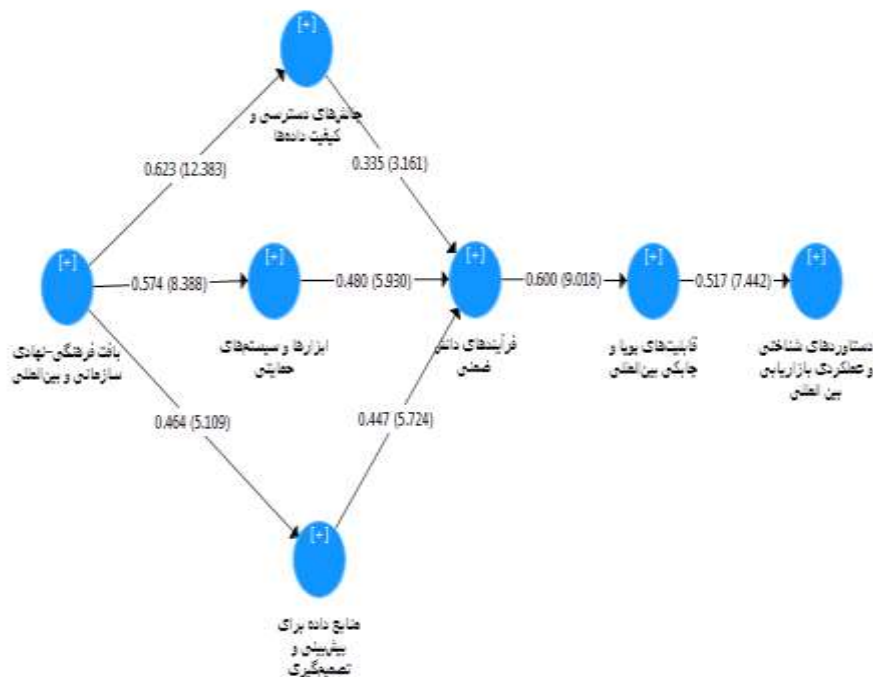 [+]
چالش‌های دسترسی و
کیفیت داده‌ها
0.623 (12.383)
0.335 (3.161)
[+]
بافت فرهنگی-نهادی
سازمانی و بین‌المللی
0.574 (8.388)
[+]
ابزارها و سیستم‌های
حمایتی
0.480 (5.930)
[+]
فرآیندهای دانش
ضمنی
0.600 (9.018)
[+]
قابلیت‌های پویا و
چابکی بین‌المللی
0.517 (7.442)
[+]
دستاوردهای شناختی
و عملکردی بازاریابی
بین المللی
0.464 (5.109)
0.447 (5.724)
[+]
منابع داده برای
پیش‌بینی و
تصمیم‌گیری